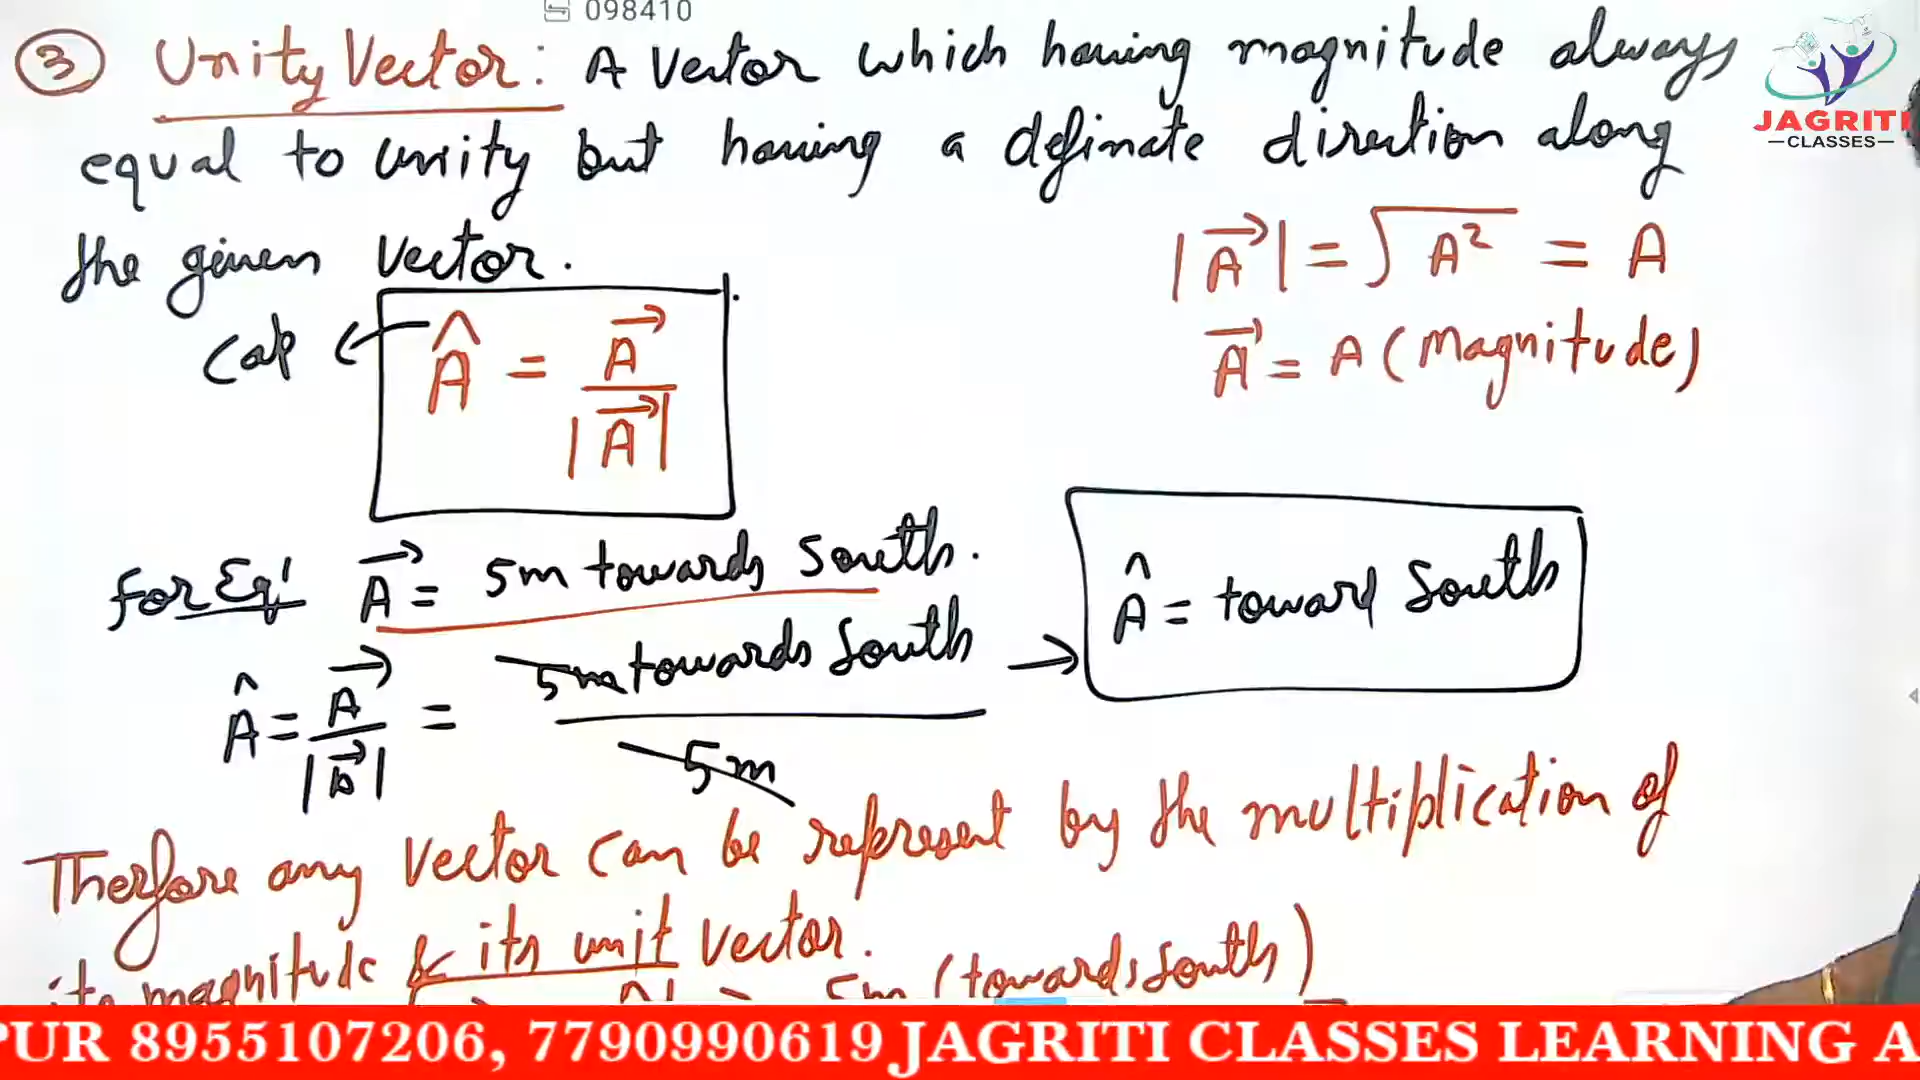 098410
③ Unity Vector : A Vector which having magnitude always
equal to unity but having a definate direction along
the given Vector.
JAGRITI
CLASSES
|A⃗| = √A² = A
A⃗ = A (Magnitude)
cap ← Â = A⃗ / |A⃗|
for Eg! A⃗ = 5m towards South.
Â = A⃗ / |A⃗| = 5m towards South / 5m → Â = toward South
Therfore any Vector can be represent by the multiplication of
its magnitude & its unit vector.
5m (towards south)
PUR 8955107206, 7790990619 JAGRITI CLASSES LEARNING A